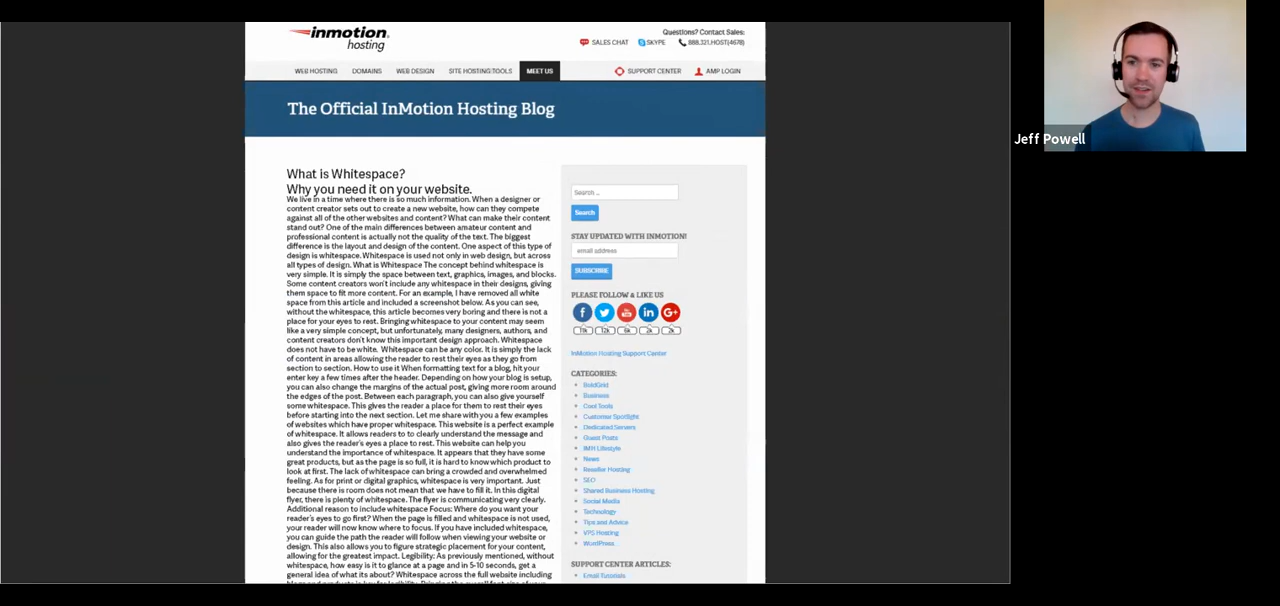 inmotion
hosting
Questions? Contact Sales:
SALES CHAT SKYPE 888.321.HOST(4678)
WEB HOSTING DOMAINS WEB DESIGN SITE HOSTING TOOLS MEET US SUPPORT CENTER AMP LOGIN
The Official InMotion Hosting Blog
Jeff Powell
What is Whitespace?
Why you need it on your website.
We live in a time where there is so much information. When a designer or
content creator sets out to create a new website, how can they compete
against all of the other websites and content? What can make their content
stand out? One of the main differences between amateur content and
professional content is actually not the quality of the text. The biggest
difference is the layout and design of the content. One aspect of this type of
design is whitespace. Whitespace is used not only in web design, but across
all types of design. What is Whitespace The concept behind whitespace is
very simple. It is simply the space between text, graphics, images, and blocks.
Some content creators won't include any whitespace in their designs, giving
them space to fit more content. For an example, I have removed all white
space from this article and included a screenshot below. As you can see,
without the whitespace, this article becomes very boring and there is not a
place for your eyes to rest. Bringing whitespace to your content may seem
like a very simple concept, but unfortunately, many designers, authors, and
content creators don't know this important design approach. Whitespace
does not have to be white. Whitespace can be any color. It is simply the lack
of content in areas allowing the reader to rest their eyes as they go from
section to section. How to use it When formatting text for a blog, hit your
enter key a few times after the header. Depending on how your blog is setup,
you can also change the margins of the actual post, giving more room around
the edges of the post. Between each paragraph, you can also give yourself
some whitespace. This gives the reader a place for them to rest their eyes
before starting into the next section. Let me share with you a few examples
of websites which have proper whitespace. This website is a perfect example
of whitespace. It allows readers to to clearly understand the message and
also gives the reader's eyes a place to rest. This website can help you
understand the importance of whitespace. It appears that they have some
great products, but as the page is so full, it is hard to know which product to
look at first. The lack of whitespace can bring a crowded and overwhelmed
feeling. As for print or digital graphics, whitespace is very important. Just
because there is room does not mean that we have to fill it. In this digital
flyer, there is plenty of whitespace. The flyer is communicating very clearly.
Additional reason to include whitespace Focus: Where do you want your
reader's eyes to go first? When the page is filled and whitespace is not used,
your reader will now know where to focus. If you have included whitespace,
you can guide the path the reader will follow when viewing your website or
design. This also allows you to figure strategic placement for your content,
allowing for the greatest impact. Legibility: As previously mentioned, without
whitespace, how easy is it to glance at a page and in 5-10 seconds, get a
general idea of what its about? Whitespace across the full website including
Search ...
Search
STAY UPDATED WITH INMOTION!
email address
SUBSCRIBE
PLEASE FOLLOW & LIKE US
11k 12k 6k 2k 2k
InMotion Hosting Support Center
CATEGORIES:
BoldGrid
Business
Cool Tools
Customer Spotlight
Dedicated Servers
Guest Posts
IMH Lifestyle
News
Reseller Hosting
SEO
Shared Business Hosting
Social Media
Technology
Tips and Advice
VPS Hosting
WordPress
SUPPORT CENTER ARTICLES:
Email Tutorials